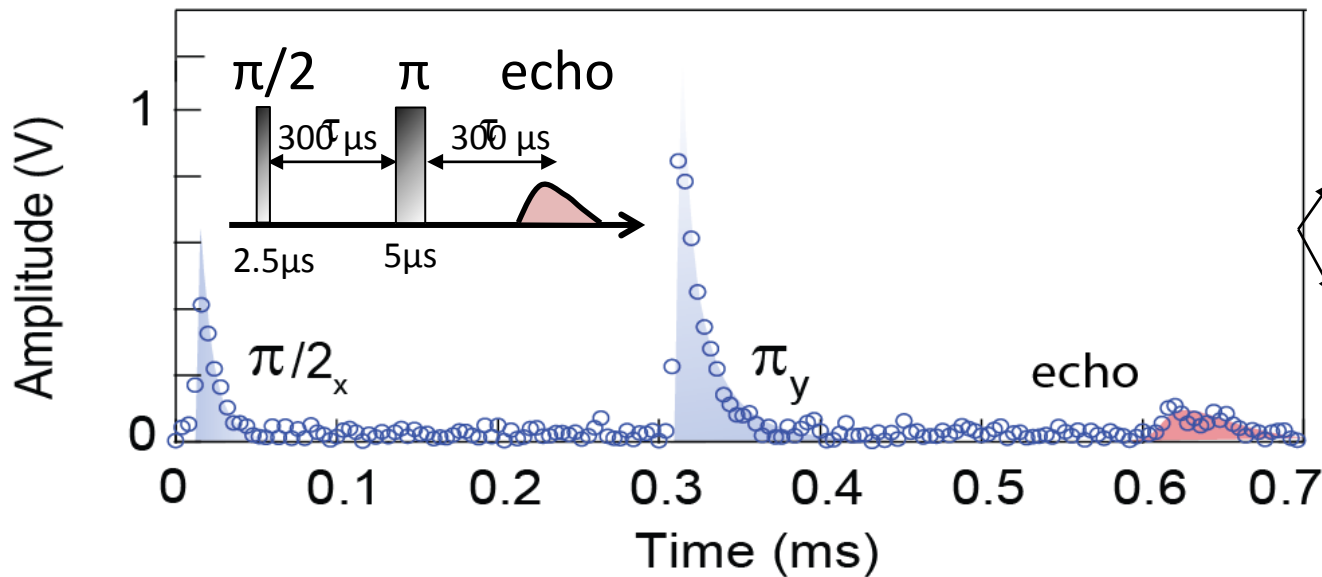 π/2 π echo
300 μs τ 300 μs τ
2.5μs 5μs
Amplitude (V)
1
0
π/2x
πy
echo
0 0.1 0.2 0.3 0.4 0.5 0.6 0.7
Time (ms)